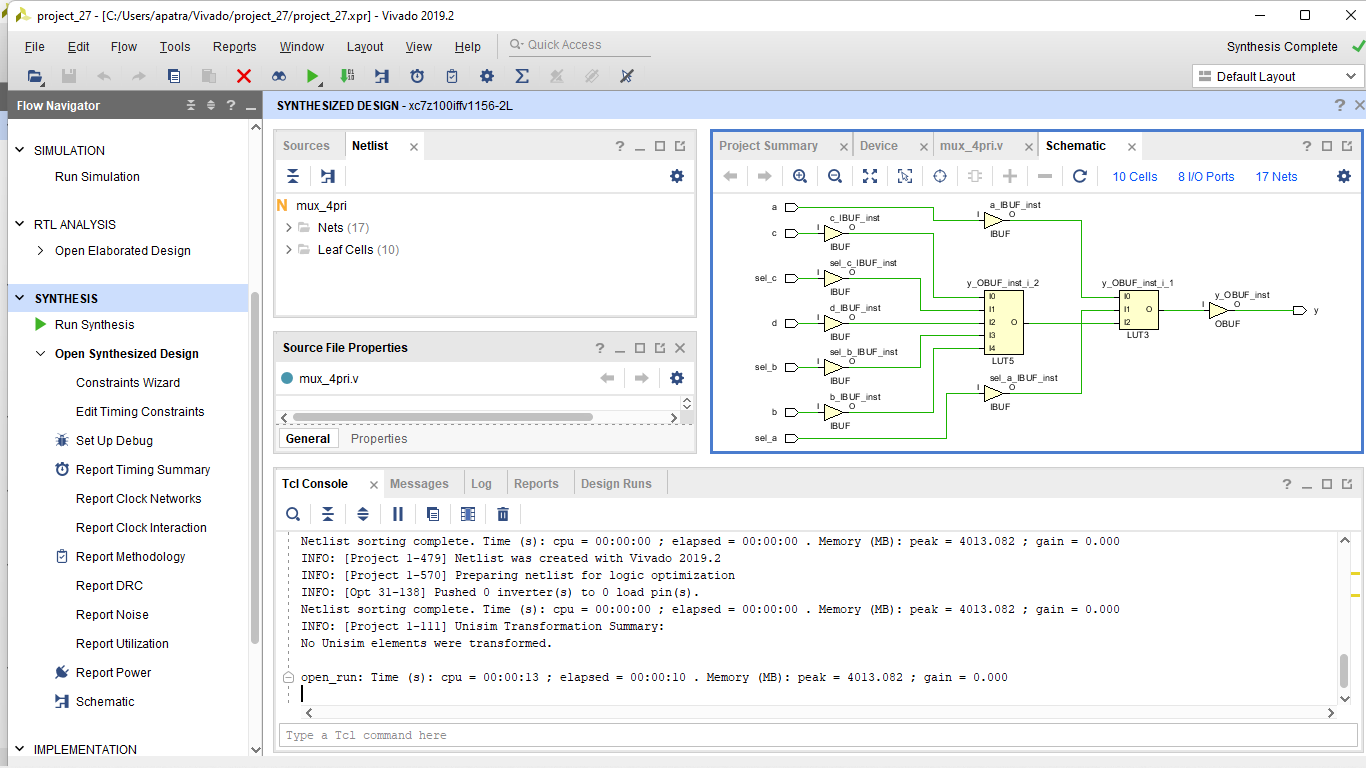 project_27 - [C:/Users/apatra/Vivado/project_27/project_27.xpr] - Vivado 2019.2
File Edit Flow Tools Reports Window Layout View Help Quick Access Synthesis Complete
Default Layout
Flow Navigator
SIMULATION
Run Simulation
RTL ANALYSIS
Open Elaborated Design
SYNTHESIS
Run Synthesis
Open Synthesized Design
Constraints Wizard
Edit Timing Constraints
Set Up Debug
Report Timing Summary
Report Clock Networks
Report Clock Interaction
Report Methodology
Report DRC
Report Noise
Report Utilization
Report Power
Schematic
IMPLEMENTATION
SYNTHESIZED DESIGN - xc7z100iffv1156-2L
Sources Netlist
N mux_4pri
Nets (17)
Leaf Cells (10)
Source File Properties
mux_4pri.v
General Properties
Project Summary Device mux_4pri.v Schematic
10 Cells 8 I/O Ports 17 Nets
a
c
sel_c
d
sel_b
b
sel_a
a_IBUF_inst
I O
IBUF
c_IBUF_inst
I O
IBUF
sel_c_IBUF_inst
I O
IBUF
d_IBUF_inst
I O
IBUF
sel_b_IBUF_inst
I O
IBUF
b_IBUF_inst
I O
IBUF
sel_a_IBUF_inst
I O
IBUF
y_OBUF_inst_i_2
I0
I1
I2 O
I3
I4
LUT5
y_OBUF_inst_i_1
I0
I1 O
I2
LUT3
y_OBUF_inst
I O
OBUF
y
Tcl Console Messages Log Reports Design Runs
Netlist sorting complete. Time (s): cpu = 00:00:00 ; elapsed = 00:00:00 . Memory (MB): peak = 4013.082 ; gain = 0.000
INFO: [Project 1-479] Netlist was created with Vivado 2019.2
INFO: [Project 1-570] Preparing netlist for logic optimization
INFO: [Opt 31-138] Pushed 0 inverter(s) to 0 load pin(s).
Netlist sorting complete. Time (s): cpu = 00:00:00 ; elapsed = 00:00:00 . Memory (MB): peak = 4013.082 ; gain = 0.000
INFO: [Project 1-111] Unisim Transformation Summary:
No Unisim elements were transformed.
open_run: Time (s): cpu = 00:00:13 ; elapsed = 00:00:10 . Memory (MB): peak = 4013.082 ; gain = 0.000
Type a Tcl command here